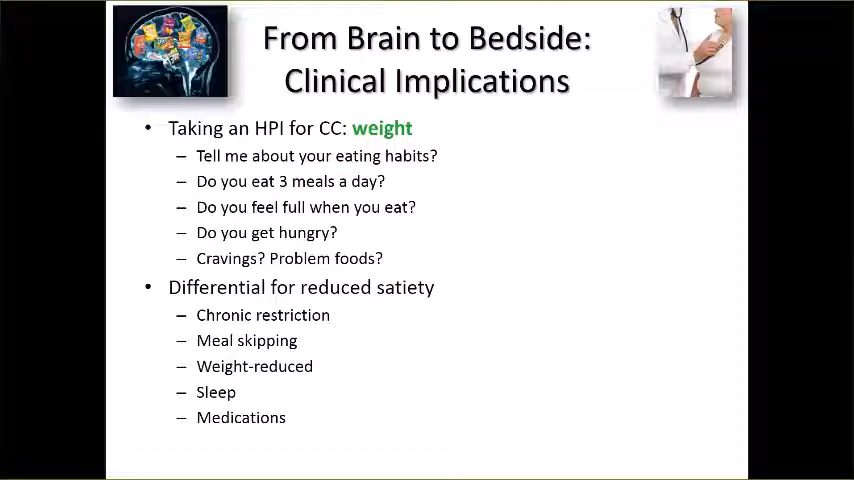 From Brain to Bedside:
Clinical Implications
• Taking an HPI for CC: weight
– Tell me about your eating habits?
– Do you eat 3 meals a day?
– Do you feel full when you eat?
– Do you get hungry?
– Cravings? Problem foods?
• Differential for reduced satiety
– Chronic restriction
– Meal skipping
– Weight-reduced
– Sleep
– Medications